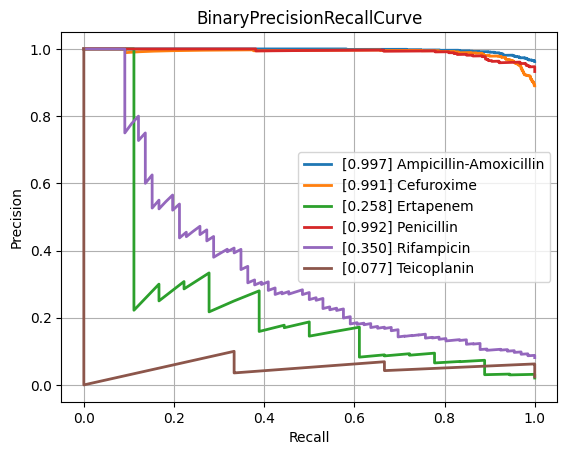 BinaryPrecisionRecallCurve
Precision
1.0
0.8
0.6
0.4
0.2
0.0
[0.997] Ampicillin-Amoxicillin
[0.991] Cefuroxime
[0.258] Ertapenem
[0.992] Penicillin
[0.350] Rifampicin
[0.077] Teicoplanin
0.0 0.2 0.4 0.6 0.8 1.0
Recall